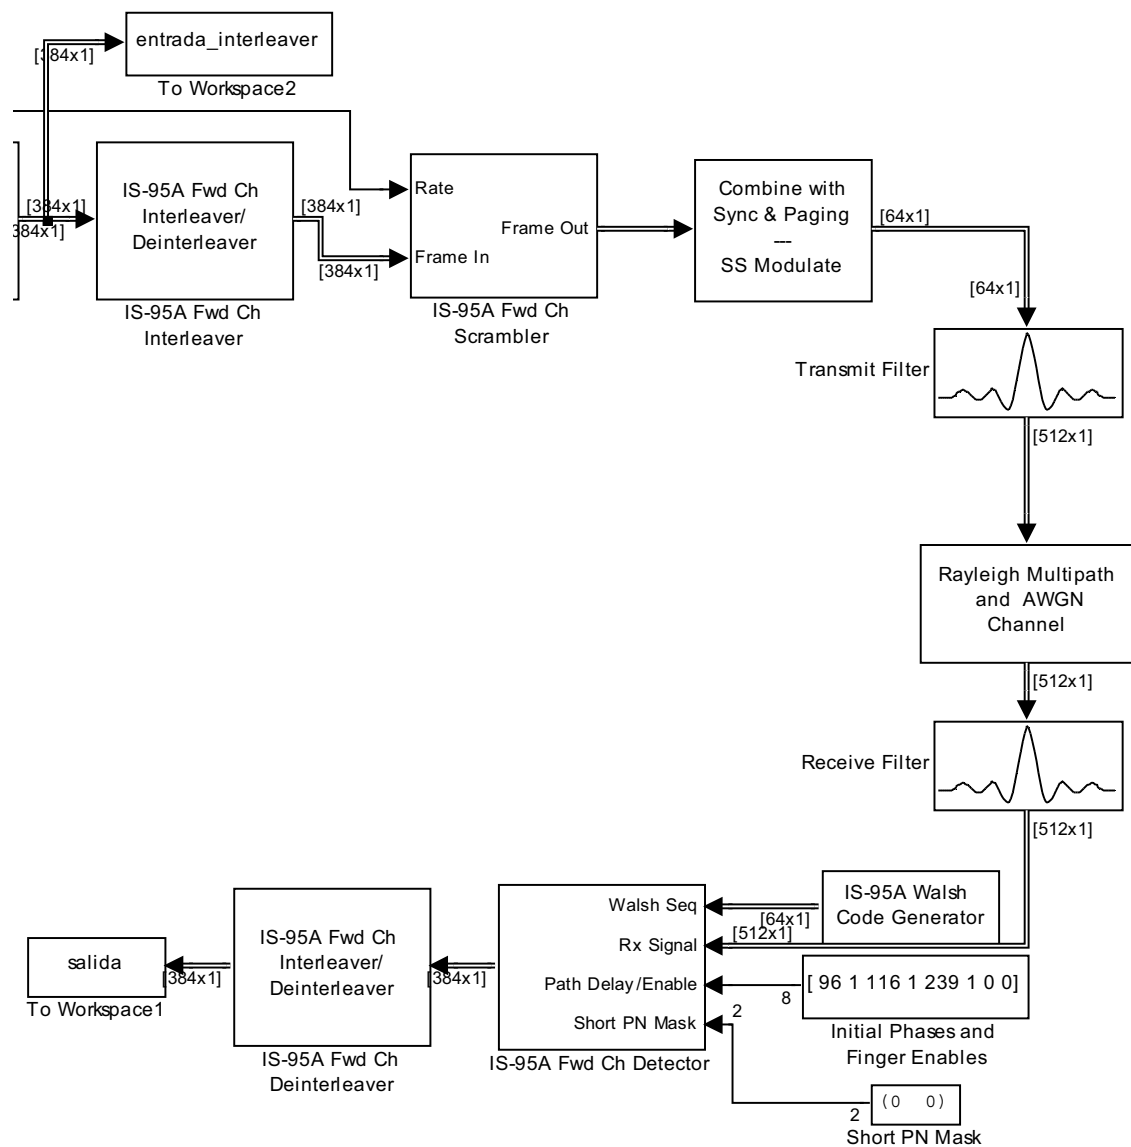 entrada_interleaver
[384x1]
To Workspace2
IS-95A Fwd Ch
Interleaver/
Deinterleaver
[384x1]
384x1]
[384x1]
[384x1]
IS-95A Fwd Ch
Interleaver
Rate
Frame Out
Frame In
IS-95A Fwd Ch
Scrambler
Combine with
Sync & Paging
---
SS Modulate
[64x1]
[64x1]
Transmit Filter
[512x1]
Rayleigh Multipath
and AWGN
Channel
[512x1]
Receive Filter
[512x1]
IS-95A Walsh
Code Generator
[64x1]
[512x1]
Walsh Seq
Rx Signal
Path Delay/Enable
Short PN Mask
IS-95A Fwd Ch Detector
[ 96 1 116 1 239 1 0 0]
8
2
Initial Phases and
Finger Enables
(0 0)
2
Short PN Mask
[384x1]
IS-95A Fwd Ch
Interleaver/
Deinterleaver
IS-95A Fwd Ch
Deinterleaver
[384x1]
salida
To Workspace1